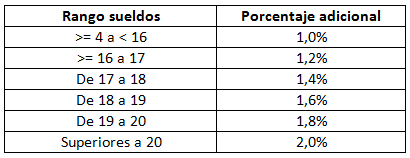 Rango sueldos Porcentaje adicional
>= 4 a < 16 1,0%
>= 16 a 17 1,2%
De 17 a 18 1,4%
De 18 a 19 1,6%
De 19 a 20 1,8%
Superiores a 20 2,0%